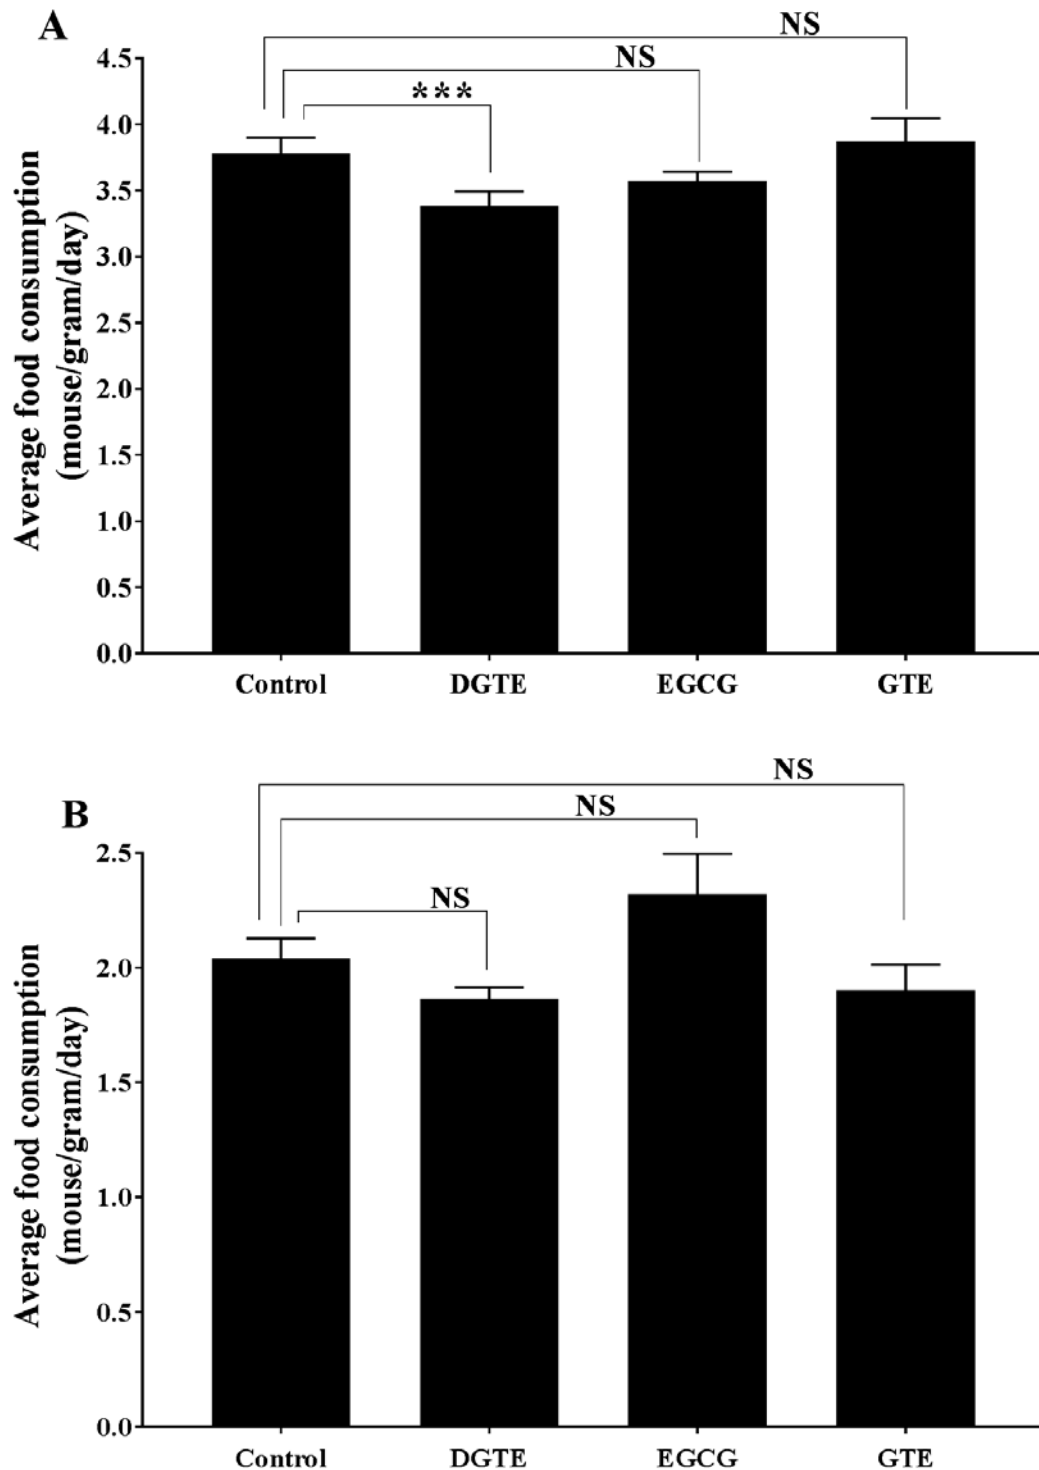 A
NS
NS
***
4.5
4.0
3.5
3.0
2.5
2.0
1.5
1.0
0.5
0.0
Average food consumption
(mouse/gram/day)
Control DGTE EGCG GTE
B
NS
NS
NS
2.5
2.0
1.5
1.0
0.5
0.0
Average food consumption
(mouse/gram/day)
Control DGTE EGCG GTE